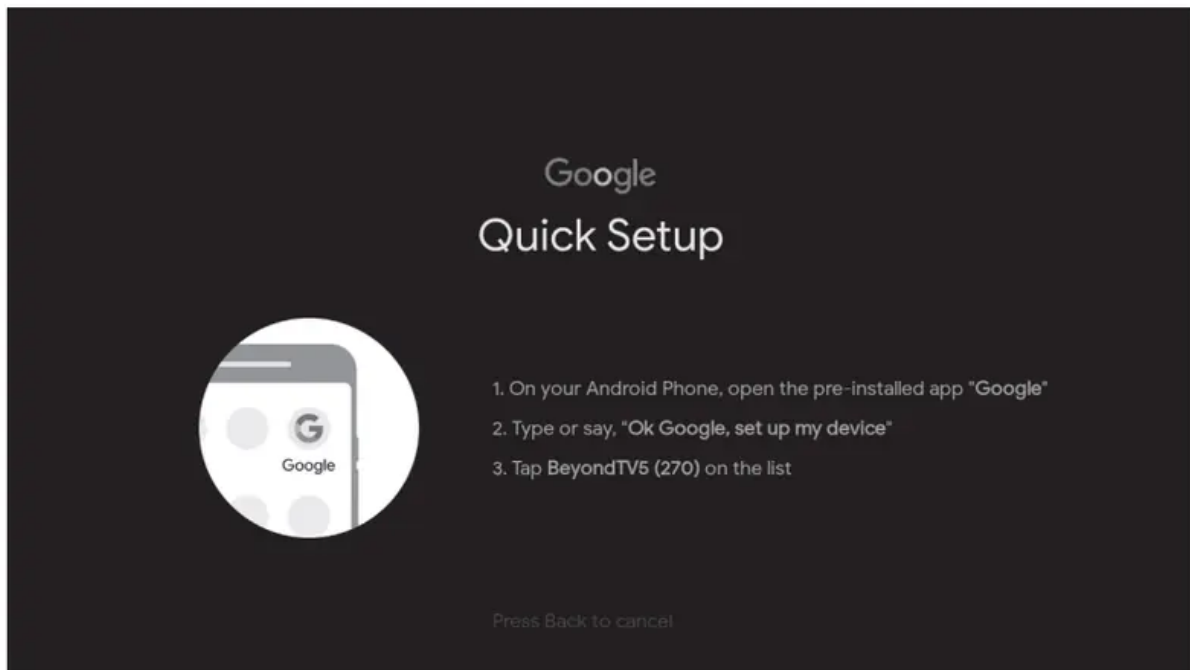 Google
Quick Setup
1. On your Android Phone, open the pre-installed app "Google"
2. Type or say, "Ok Google, set up my device"
3. Tap BeyondTV5 (270) on the list
G
Google
Press Back to cancel